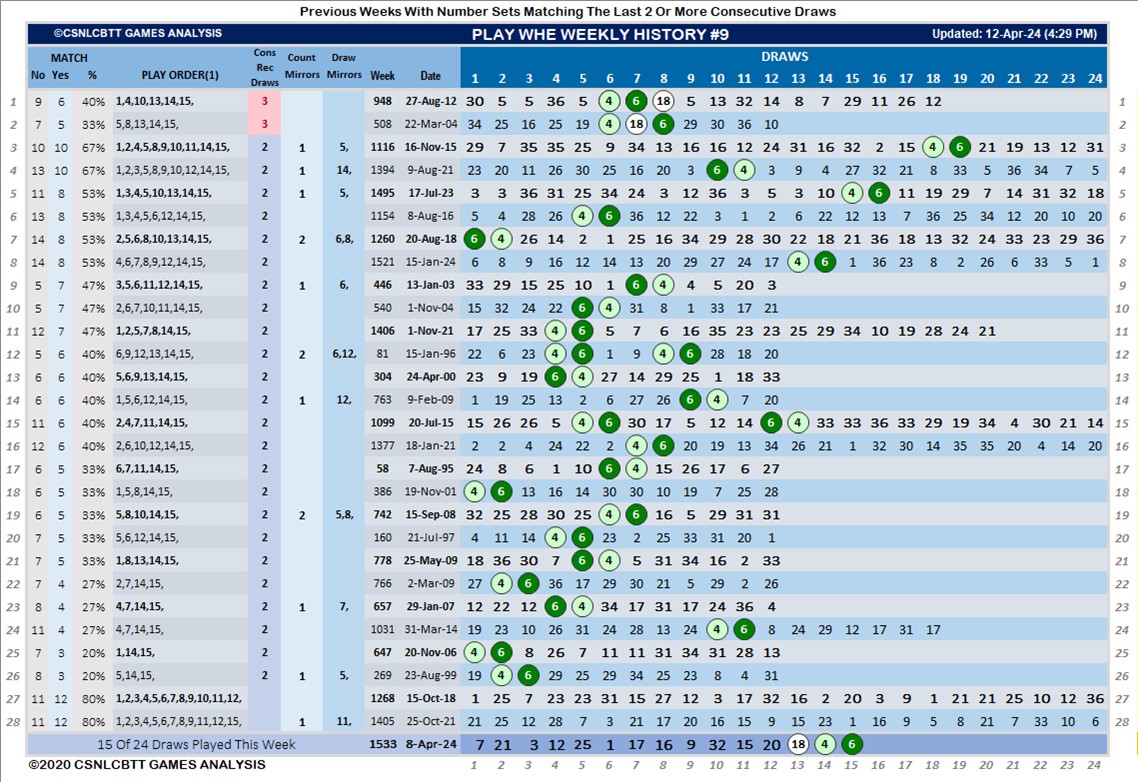 Previous Weeks With Number Sets Matching The Last 2 Or More Consecutive Draws
©CSNLCBTT GAMES ANALYSIS PLAY WHE WEEKLY HISTORY #9 Updated: 12-Apr-24 (4:29 PM)
MATCH Cons Rec Draws Count Mirrors Draw Mirrors DRAWS
No Yes % PLAY ORDER(1) Week Date 1 2 3 4 5 6 7 8 9 10 11 12 13 14 15 16 17 18 19 20 21 22 23 24
1 9 6 40% 1,4,10,13,14,15, 3 948 27-Aug-12 30 5 5 36 5 4 6 18 5 13 32 14 8 7 29 11 26 12 1
2 7 5 33% 5,8,13,14,15, 3 508 22-Mar-04 34 25 16 25 19 4 18 6 29 30 36 10 2
3 10 10 67% 1,2,4,5,8,9,10,11,14,15, 2 1 5, 1116 16-Nov-15 29 7 35 35 25 9 34 13 16 16 12 24 31 16 32 2 15 4 6 21 19 13 12 31 3
4 13 10 67% 1,2,3,5,8,9,10,12,14,15, 2 1 14, 1394 9-Aug-21 23 20 11 26 30 25 16 20 3 6 4 3 9 4 27 32 21 8 33 5 36 34 7 5 4
5 11 8 53% 1,3,4,5,10,13,14,15, 2 1 5, 1495 17-Jul-23 3 3 36 31 25 34 24 3 12 36 3 5 3 10 4 6 11 19 29 7 14 31 32 18 5
6 13 8 53% 1,3,4,5,6,12,14,15, 2 1154 8-Aug-16 5 4 28 26 4 6 36 12 22 3 1 2 6 22 12 13 7 36 25 34 12 20 10 20 6
7 14 8 53% 2,5,6,8,10,13,14,15, 2 2 6,8, 1260 20-Aug-18 6 4 26 14 2 1 25 16 34 29 28 30 22 18 21 36 18 13 32 24 33 23 29 36 7
8 14 8 53% 4,6,7,8,9,12,14,15, 2 1521 15-Jan-24 6 8 9 16 12 14 13 20 29 27 24 17 4 6 1 36 23 8 2 26 6 33 5 1 8
9 5 7 47% 3,5,6,11,12,14,15, 2 1 6, 446 13-Jan-03 33 29 15 25 10 1 6 4 4 5 20 3 9
10 5 7 47% 2,6,7,10,11,14,15, 2 540 1-Nov-04 15 32 24 22 6 4 31 8 1 33 17 21 10
11 12 7 47% 1,2,5,7,8,14,15, 2 1406 1-Nov-21 17 25 33 4 6 5 7 6 16 35 23 23 25 29 34 10 19 28 24 21 11
12 5 6 40% 6,9,12,13,14,15, 2 2 6,12, 81 15-Jan-96 22 6 23 4 6 1 9 4 6 28 18 20 12
13 6 6 40% 5,6,9,13,14,15, 2 304 24-Apr-00 23 9 19 6 4 27 14 29 25 1 18 33 13
14 6 6 40% 1,5,6,12,14,15, 2 1 12, 763 9-Feb-09 1 19 25 13 2 6 27 26 6 4 7 20 14
15 11 6 40% 2,4,7,11,14,15, 2 1099 20-Jul-15 15 26 26 5 4 6 30 17 5 12 14 6 4 33 33 36 33 29 19 34 4 30 21 14 15
16 12 6 40% 2,6,10,12,14,15, 2 1377 18-Jan-21 2 2 4 24 22 2 4 6 20 19 13 34 26 21 1 32 30 14 35 35 20 4 14 20 16
17 6 5 33% 6,7,11,14,15, 2 58 7-Aug-95 24 8 6 1 10 6 4 15 26 17 6 27 17
18 6 5 33% 1,5,8,14,15, 2 386 19-Nov-01 4 6 13 16 14 30 30 10 19 7 25 28 18
19 6 5 33% 5,8,10,14,15, 2 2 5,8, 742 15-Sep-08 32 25 28 30 25 4 6 16 5 29 31 31 19
20 7 5 33% 5,6,12,14,15, 2 160 21-Jul-97 4 11 14 4 6 23 2 25 33 31 20 1 20
21 7 5 33% 1,8,13,14,15, 2 778 25-May-09 18 36 30 7 6 4 5 31 34 16 2 33 21
22 7 4 27% 2,7,14,15, 2 766 2-Mar-09 27 4 6 36 17 29 30 21 5 29 2 26 22
23 8 4 27% 4,7,14,15, 2 1 7, 657 29-Jan-07 12 22 12 6 4 34 17 31 17 24 36 4 23
24 11 4 27% 4,7,14,15, 2 1031 31-Mar-14 19 23 10 26 31 24 28 13 24 4 6 8 24 29 12 17 31 17 24
25 7 3 20% 1,14,15, 2 647 20-Nov-06 4 6 8 26 7 11 11 31 34 31 28 13 25
26 8 3 20% 5,14,15, 2 1 5, 269 23-Aug-99 19 4 6 29 25 29 34 25 23 8 4 31 26
27 11 12 80% 1,2,3,4,5,6,7,8,9,10,11,12, 1268 15-Oct-18 1 25 7 23 23 31 15 27 12 3 17 32 16 2 20 3 9 1 21 21 25 10 12 36 27
28 11 12 80% 1,2,3,4,5,6,7,8,9,11,12,15, 1 11, 1405 25-Oct-21 21 25 12 28 7 3 21 17 20 16 15 9 15 23 1 16 9 5 8 21 7 33 10 6 28
15 Of 24 Draws Played This Week 1533 8-Apr-24 7 21 3 12 25 1 17 16 9 32 15 20 18 4 6
©2020 CSNLCBTT GAMES ANALYSIS 1 2 3 4 5 6 7 8 9 10 11 12 13 14 15 16 17 18 19 20 21 22 23 24